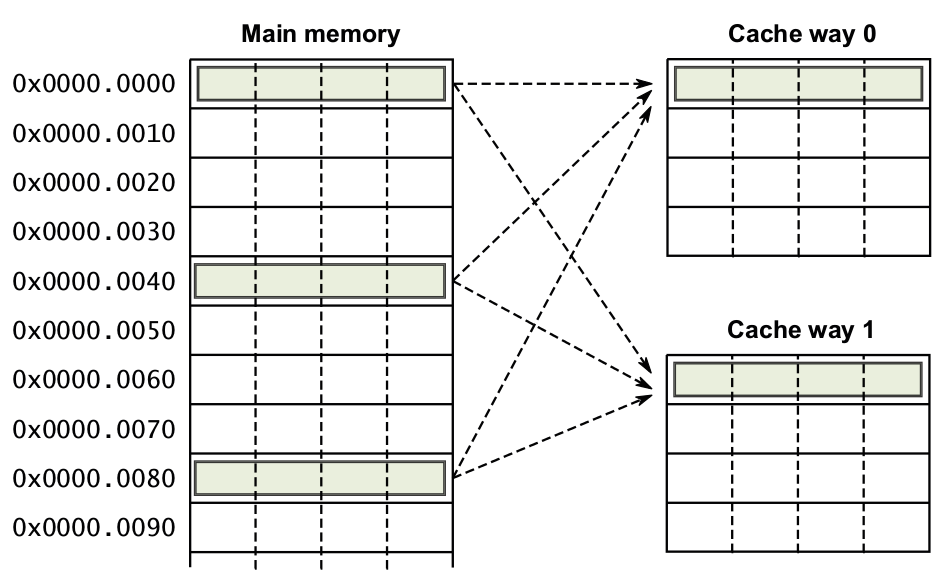 Main memory
Cache way 0
0x0000.0000
0x0000.0010
0x0000.0020
0x0000.0030
0x0000.0040
0x0000.0050
0x0000.0060
0x0000.0070
0x0000.0080
0x0000.0090
Cache way 1